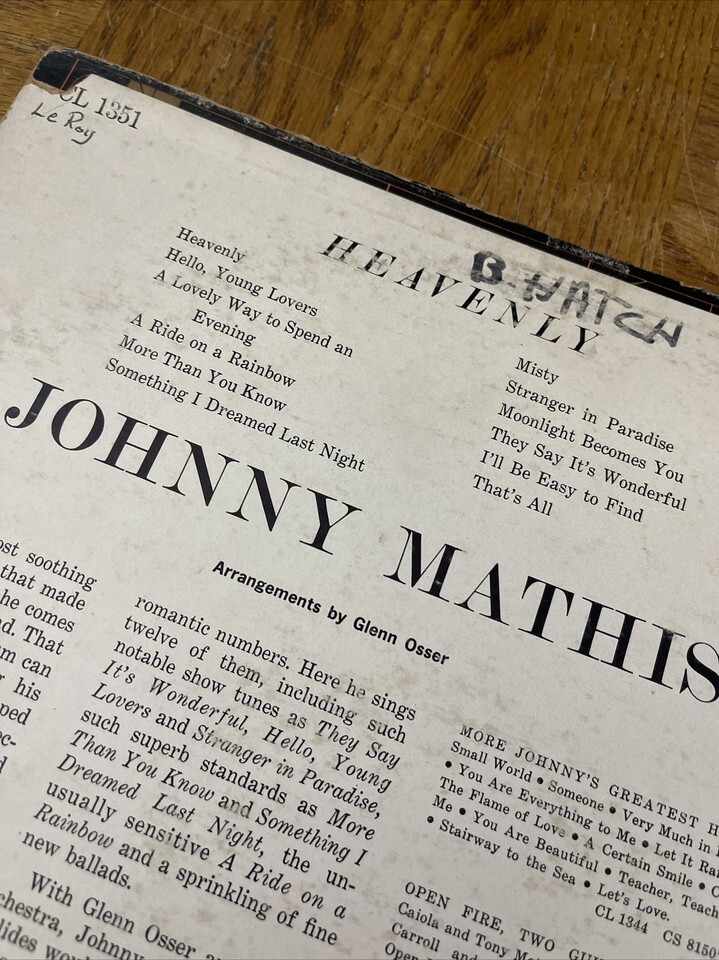 CL 1351
Le Roy
HEAVENLY
B. HATCH
Heavenly
Hello, Young Lovers
A Lovely Way to Spend an
Evening
A Ride on a Rainbow
More Than You Know
Something I Dreamed Last Night
Misty
Stranger in Paradise
Moonlight Becomes You
They Say It's Wonderful
I'll Be Easy to Find
That's All
JOHNNY MATHIS
Arrangements by Glenn Osser
soothing
that made
he comes
That
can
his
romantic numbers. Here he sings
twelve of them, including such
notable show tunes as They Say
It's Wonderful, Hello, Young
Lovers and Stranger in Paradise,
such superb standards as More
Than You Know and Something I
Dreamed Last Night, the un-
usually sensitive A Ride on a
Rainbow and a sprinkling of fine
new ballads.
With Glenn Osser
Johnny
MORE JOHNNY'S GREATEST
Small World • Someone • Very Much in
• You Are Everything to Me • Let It
The Flame of Love • A Certain Smile •
Me • You Are Beautiful • Teacher,
• Stairway to the Sea • Let's Love.
CL 1344 CS 8150
OPEN FIRE, TWO
Caiola and Tony
Carroll and
Open